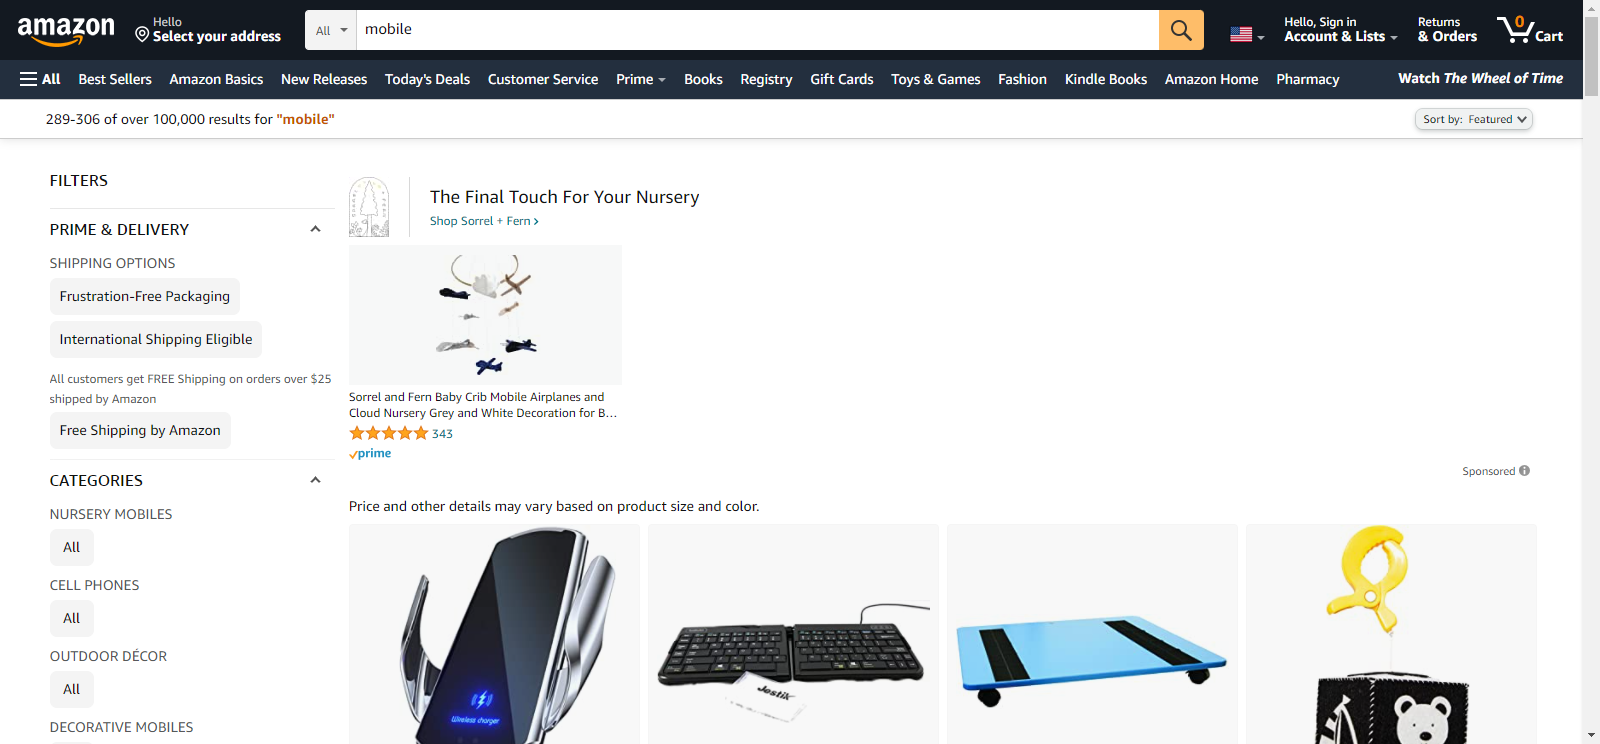 amazon
Hello
Select your address
All
mobile
Hello, Sign in
Account & Lists
Returns
& Orders
0
Cart
All
Best Sellers
Amazon Basics
New Releases
Today's Deals
Customer Service
Prime
Books
Registry
Gift Cards
Toys & Games
Fashion
Kindle Books
Amazon Home
Pharmacy
Watch The Wheel of Time
289-306 of over 100,000 results for "mobile"
Sort by: Featured
FILTERS
PRIME & DELIVERY
SHIPPING OPTIONS
Frustration-Free Packaging
International Shipping Eligible
All customers get FREE Shipping on orders over $25
shipped by Amazon
Free Shipping by Amazon
CATEGORIES
NURSERY MOBILES
All
CELL PHONES
All
OUTDOOR DÉCOR
All
DECORATIVE MOBILES
The Final Touch For Your Nursery
Shop Sorrel + Fern
Sorrel and Fern Baby Crib Mobile Airplanes and
Cloud Nursery Grey and White Decoration for B...
343
prime
Sponsored
Price and other details may vary based on product size and color.
Wireless charger
Jestik